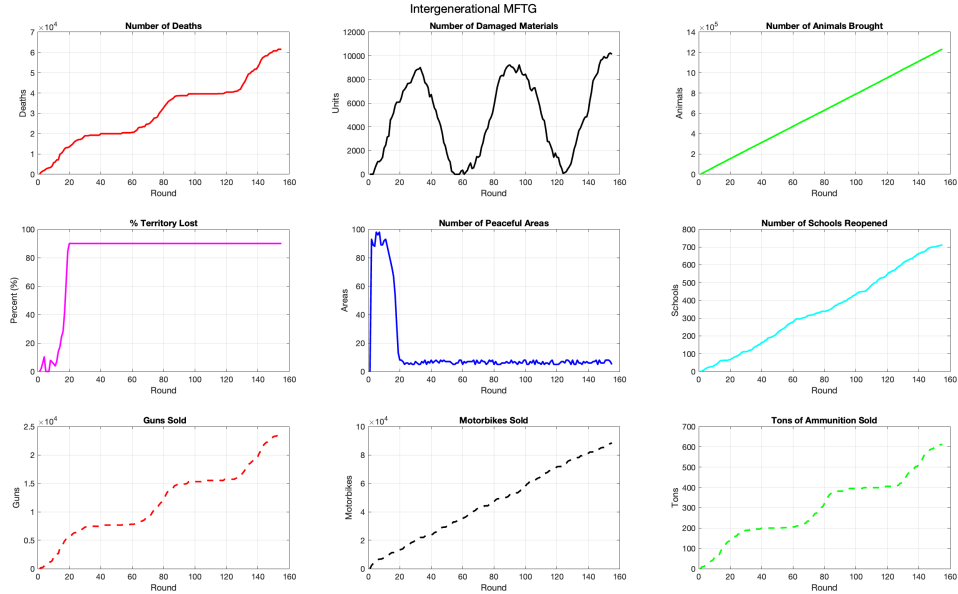 Intergenerational MFTG
Number of Deaths
×10^4
7
6
5
4
3
2
1
0
Deaths
0 20 40 60 80 100 120 140 160
Round
Number of Damaged Materials
12000
10000
8000
6000
4000
2000
0
Units
0 20 40 60 80 100 120 140 160
Round
Number of Animals Brought
×10^5
14
12
10
8
6
4
2
0
Animals
0 20 40 60 80 100 120 140 160
Round
% Territory Lost
100
80
60
40
20
0
Percent (%)
0 20 40 60 80 100 120 140 160
Round
Number of Peaceful Areas
100
80
60
40
20
0
Areas
0 20 40 60 80 100 120 140 160
Round
Number of Schools Reopened
800
700
600
500
400
300
200
100
0
Schools
0 20 40 60 80 100 120 140 160
Round
Guns Sold
×10^4
2.5
2
1.5
1
0.5
0
Guns
0 20 40 60 80 100 120 140 160
Round
Motorbikes Sold
×10^4
10
8
6
4
2
0
Motorbikes
0 20 40 60 80 100 120 140 160
Round
Tons of Ammunition Sold
700
600
500
400
300
200
100
0
Tons
0 20 40 60 80 100 120 140 160
Round